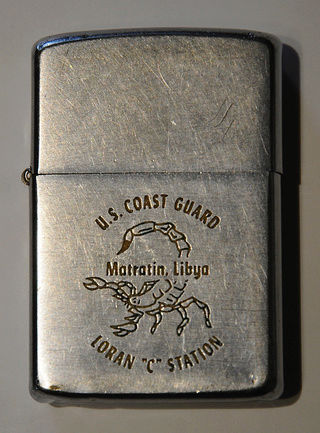 U.S. COAST GUARD
Matratin, Libya
LORAN "C" STATION